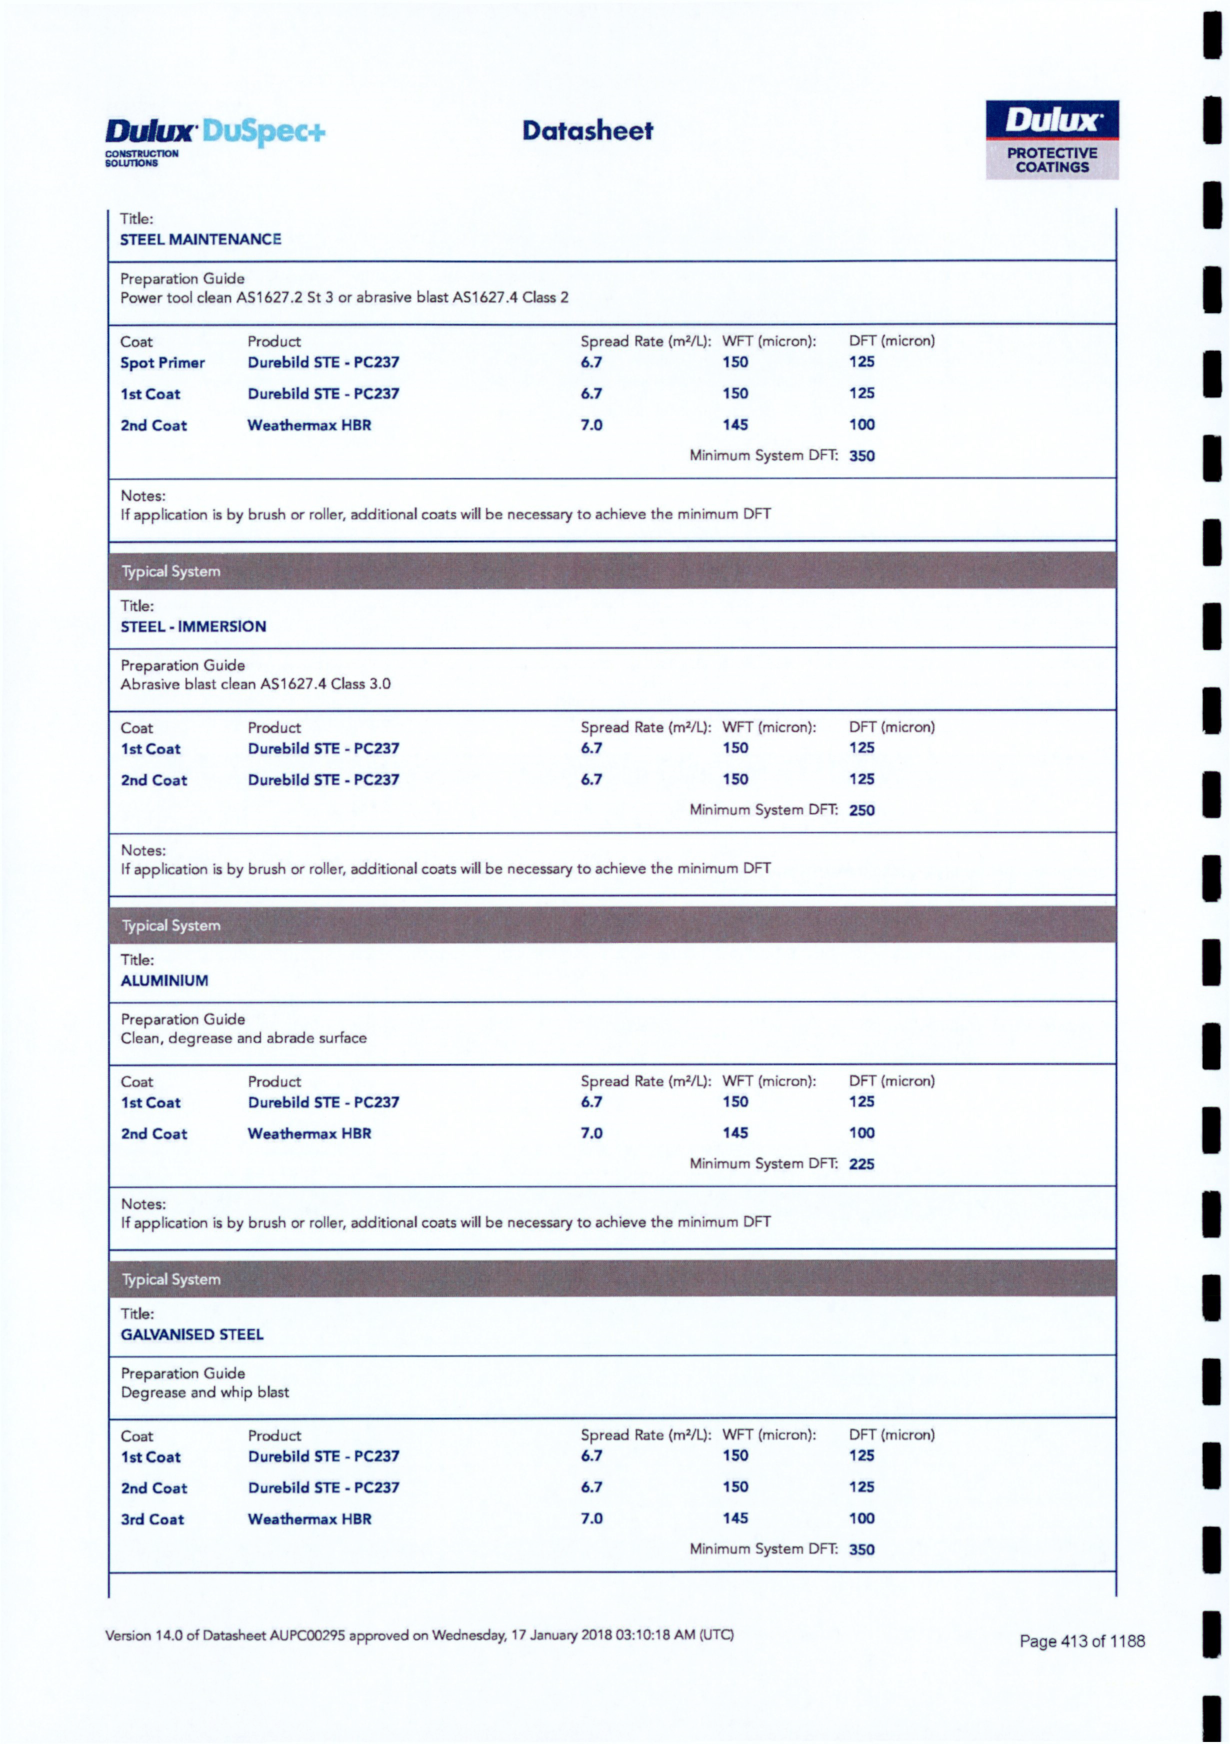 Dulux DuSpec+
CONSTRUCTION
SOLUTIONS
Datasheet
Dulux
PROTECTIVE
COATINGS
Title:
STEEL MAINTENANCE
Preparation Guide
Power tool clean AS1627.2 St 3 or abrasive blast AS1627.4 Class 2
Coat Product Spread Rate (m²/L): WFT (micron): DFT (micron)
Spot Primer Durebild STE - PC237 6.7 150 125
1st Coat Durebild STE - PC237 6.7 150 125
2nd Coat Weathermax HBR 7.0 145 100
Minimum System DFT: 350
Notes:
If application is by brush or roller, additional coats will be necessary to achieve the minimum DFT
Typical System
Title:
STEEL - IMMERSION
Preparation Guide
Abrasive blast clean AS1627.4 Class 3.0
Coat Product Spread Rate (m²/L): WFT (micron): DFT (micron)
1st Coat Durebild STE - PC237 6.7 150 125
2nd Coat Durebild STE - PC237 6.7 150 125
Minimum System DFT: 250
Notes:
If application is by brush or roller, additional coats will be necessary to achieve the minimum DFT
Typical System
Title:
ALUMINIUM
Preparation Guide
Clean, degrease and abrade surface
Coat Product Spread Rate (m²/L): WFT (micron): DFT (micron)
1st Coat Durebild STE - PC237 6.7 150 125
2nd Coat Weathermax HBR 7.0 145 100
Minimum System DFT: 225
Notes:
If application is by brush or roller, additional coats will be necessary to achieve the minimum DFT
Typical System
Title:
GALVANISED STEEL
Preparation Guide
Degrease and whip blast
Coat Product Spread Rate (m²/L): WFT (micron): DFT (micron)
1st Coat Durebild STE - PC237 6.7 150 125
2nd Coat Durebild STE - PC237 6.7 150 125
3rd Coat Weathermax HBR 7.0 145 100
Minimum System DFT: 350
Version 14.0 of Datasheet AUPC00295 approved on Wednesday, 17 January 2018 03:10:18 AM (UTC)
Page 413 of 1188